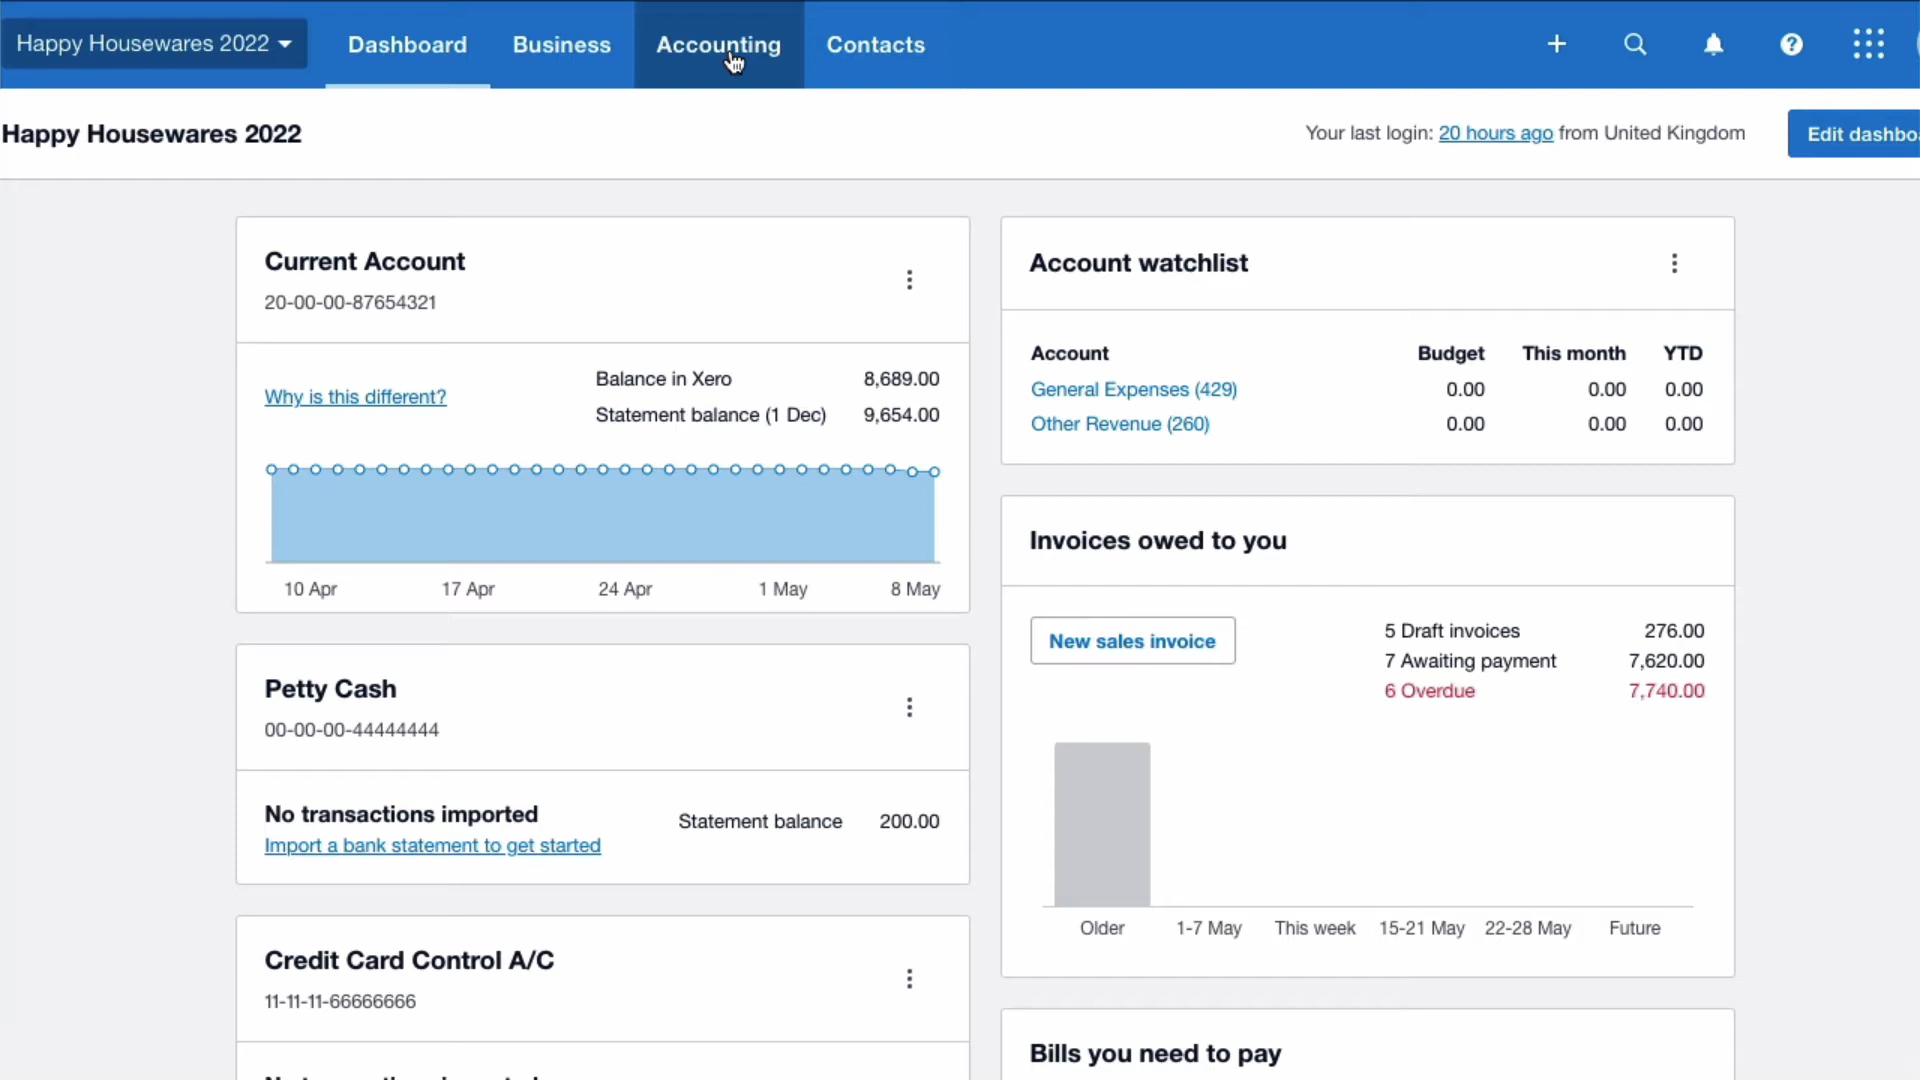 Happy Housewares 2022
Dashboard
Business
Accounting
Contacts
Happy Housewares 2022
Your last login: 20 hours ago from United Kingdom
Edit dashbo
Current Account
20-00-00-87654321
Why is this different?
Balance in Xero 8,689.00
Statement balance (1 Dec) 9,654.00
10 Apr 17 Apr 24 Apr 1 May 8 May
Petty Cash
00-00-00-44444444
No transactions imported
Import a bank statement to get started
Statement balance 200.00
Credit Card Control A/C
11-11-11-66666666
Account watchlist
Account Budget This month YTD
General Expenses (429) 0.00 0.00 0.00
Other Revenue (260) 0.00 0.00 0.00
Invoices owed to you
New sales invoice
5 Draft invoices 276.00
7 Awaiting payment 7,620.00
6 Overdue 7,740.00
Older 1-7 May This week 15-21 May 22-28 May Future
Bills you need to pay